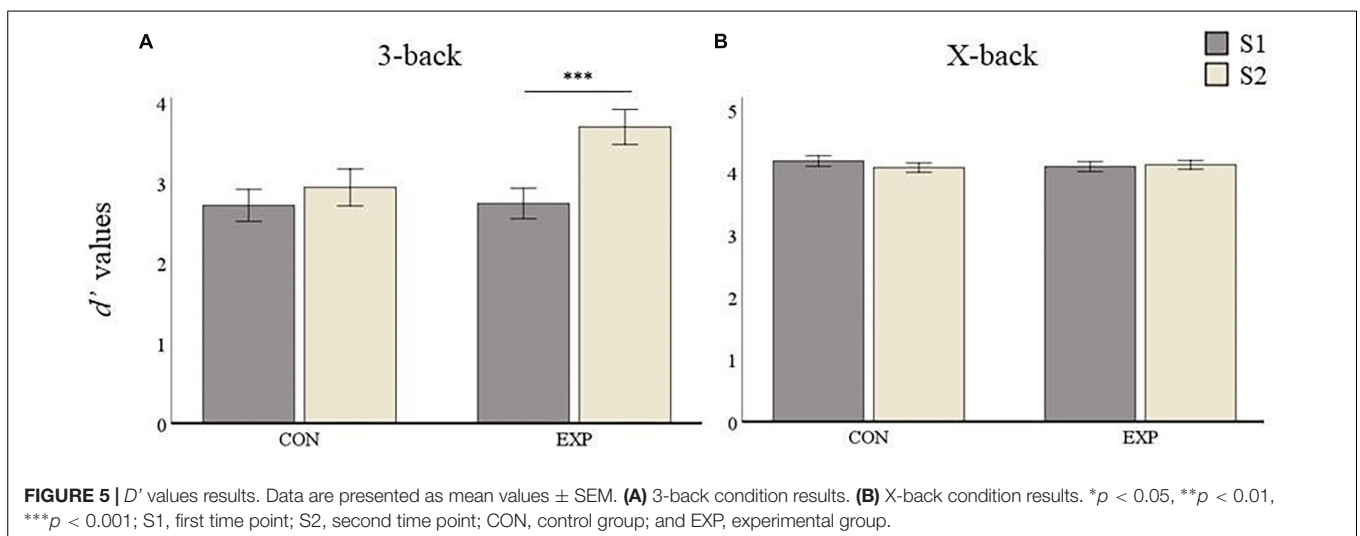 A
B
3-back
X-back
S1
S2
***
d’ values
4
3
2
1
0
CON
EXP
5
4
3
2
1
0
CON
EXP
FIGURE 5 | D’ values results. Data are presented as mean values ± SEM. (A) 3-back condition results. (B) X-back condition results. *p < 0.05, **p < 0.01,
***p < 0.001; S1, first time point; S2, second time point; CON, control group; and EXP, experimental group.